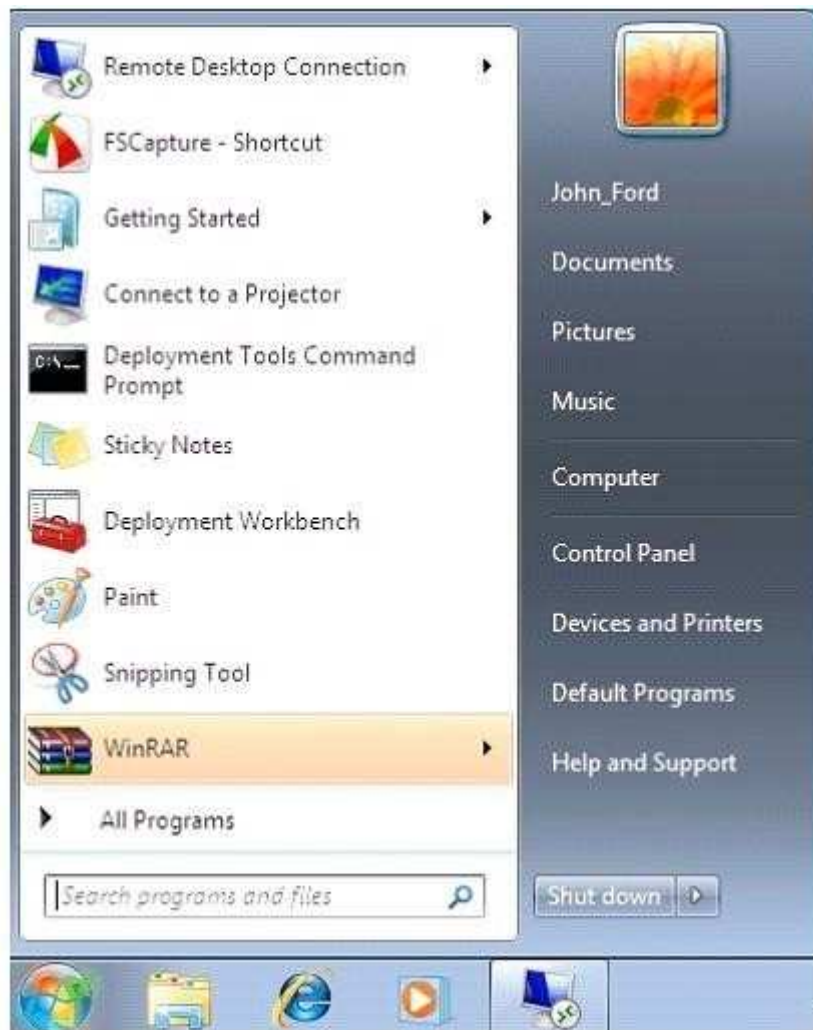 Remote Desktop Connection
FSCapture - Shortcut
Getting Started
Connect to a Projector
C:\
Deployment Tools Command
Prompt
Sticky Notes
Deployment Workbench
Paint
Snipping Tool
WinRAR
All Programs
Search programs and files
John_Ford
Documents
Pictures
Music
Computer
Control Panel
Devices and Printers
Default Programs
Help and Support
Shut down